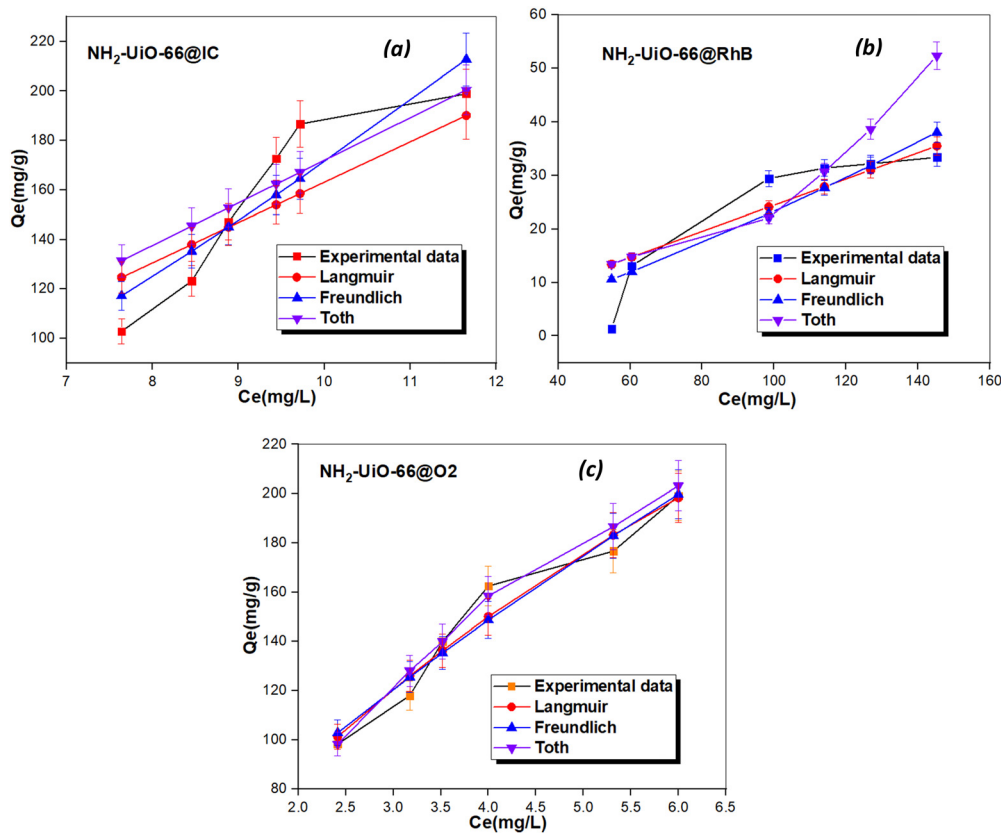 NH2-UiO-66@IC
(a)
Qe(mg/g)
220
200
180
160
140
120
100
Experimental data
Langmuir
Freundlich
Toth
7 8 9 10 11 12
Ce(mg/L)
NH2-UiO-66@RhB
(b)
Qe(mg/g)
60
50
40
30
20
10
0
Experimental data
Langmuir
Freundlich
Toth
40 60 80 100 120 140 160
Ce(mg/L)
NH2-UiO-66@O2
(c)
Qe(mg/g)
220
200
180
160
140
120
100
80
Experimental data
Langmuir
Freundlich
Toth
2.0 2.5 3.0 3.5 4.0 4.5 5.0 5.5 6.0 6.5
Ce(mg/L)